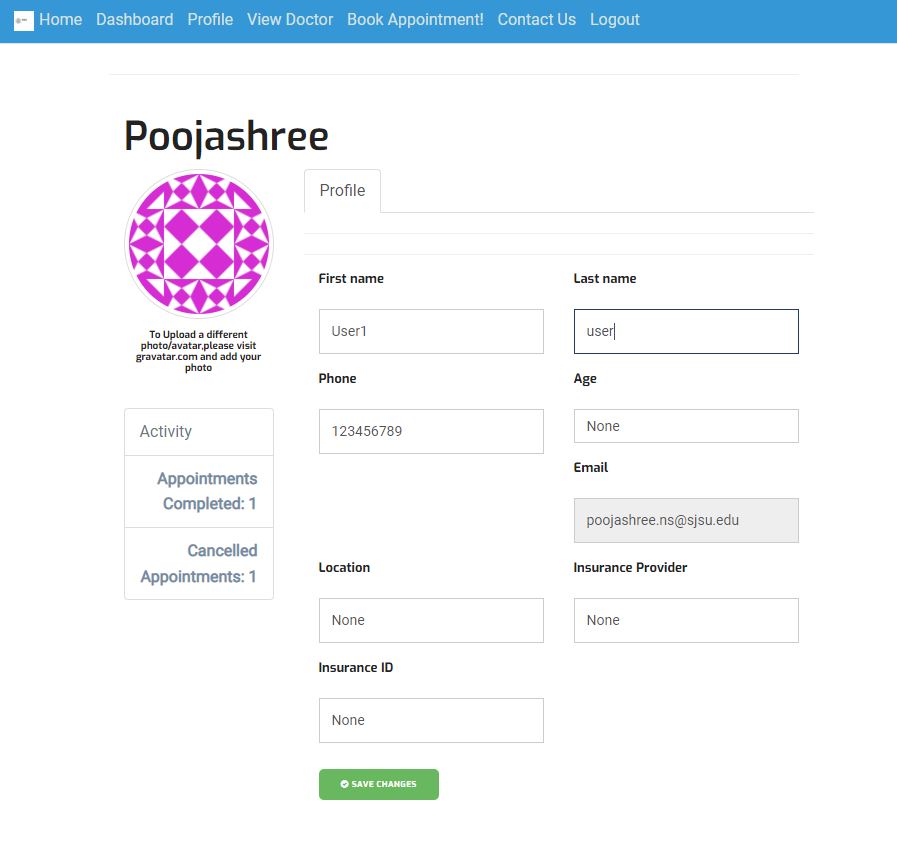 Home Dashboard Profile View Doctor Book Appointment! Contact Us Logout
Poojashree
To Upload a different
photo/avatar,please visit
gravatar.com and add your
photo
Activity
Appointments
Completed: 1
Cancelled
Appointments: 1
Profile
First name
Last name
User1
user
Phone
Age
123456789
None
Email
poojashree.ns@sjsu.edu
Location
Insurance Provider
None
None
Insurance ID
None
SAVE CHANGES